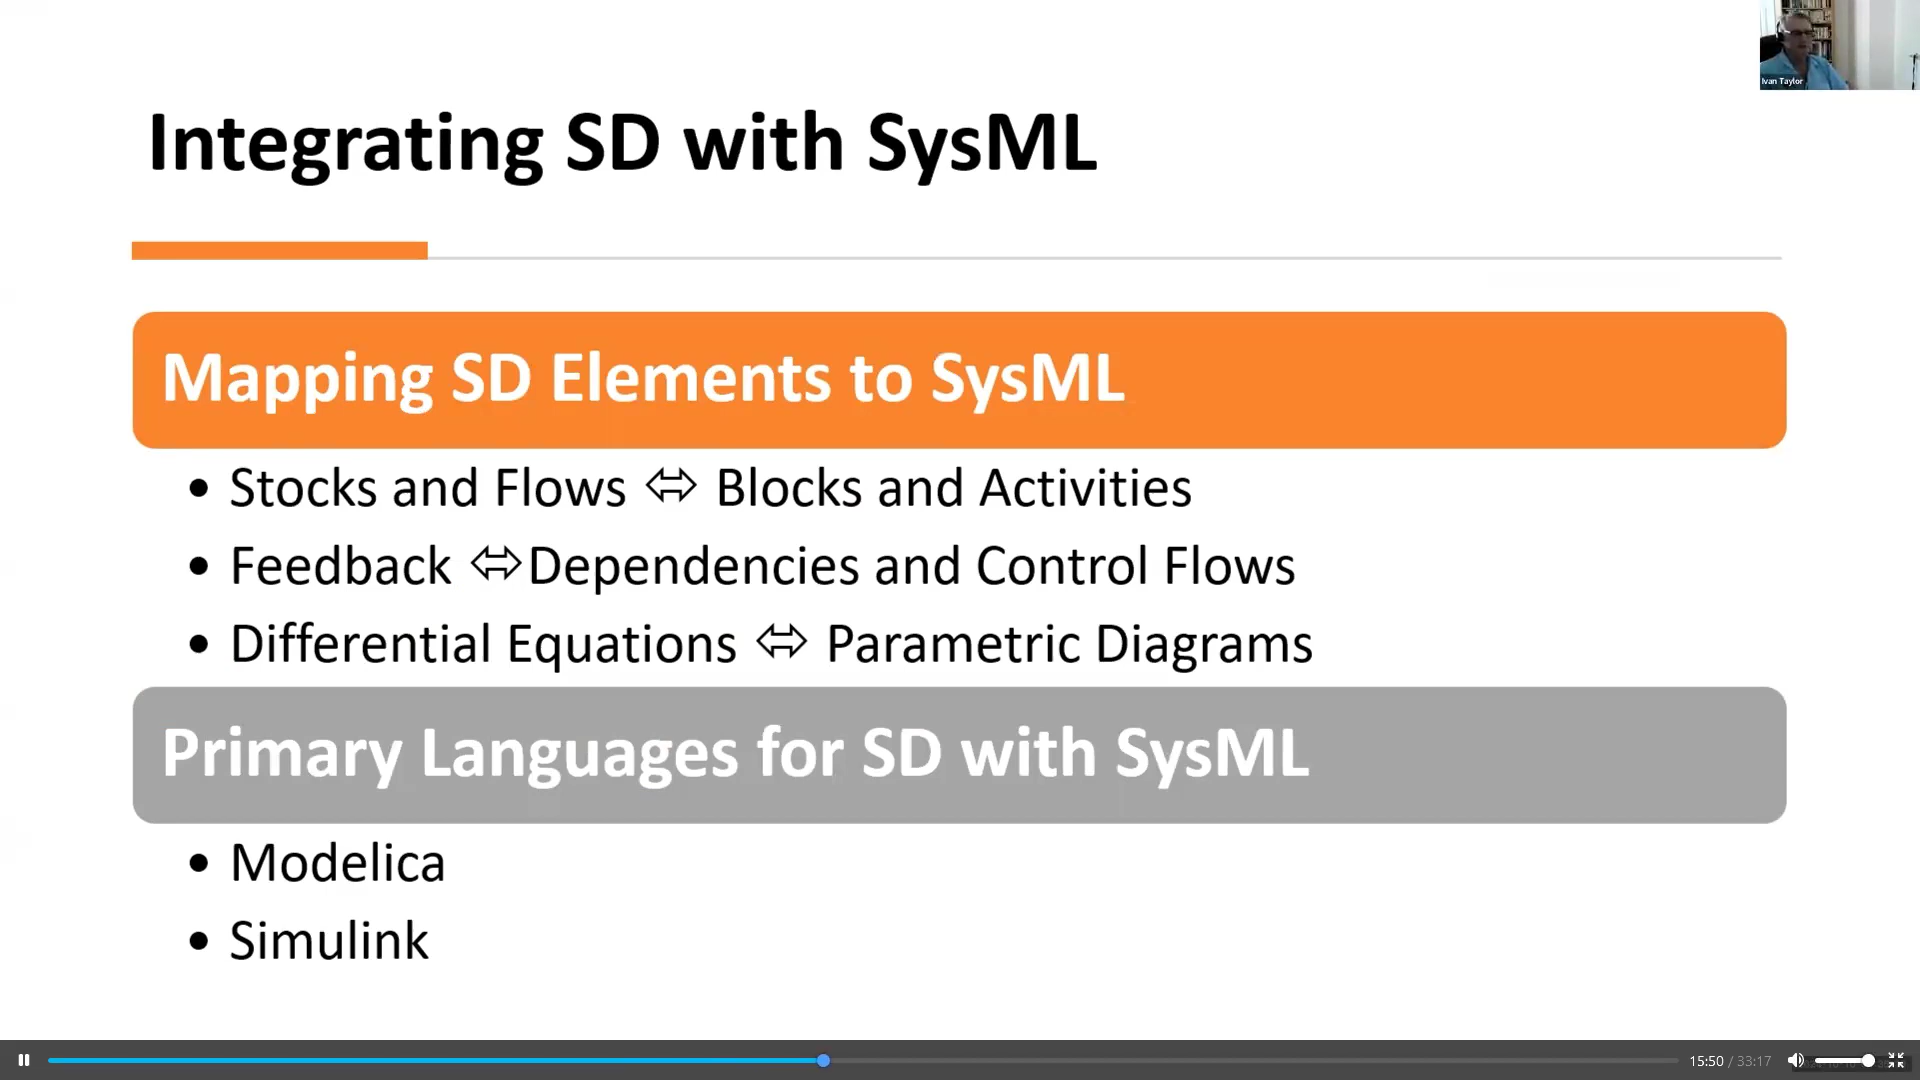 Ivan Taylor
Integrating SD with SysML
Mapping SD Elements to SysML
• Stocks and Flows ⬄ Blocks and Activities
• Feedback ⬄Dependencies and Control Flows
• Differential Equations ⬄ Parametric Diagrams
Primary Languages for SD with SysML
• Modelica
• Simulink
15:50 / 33:17